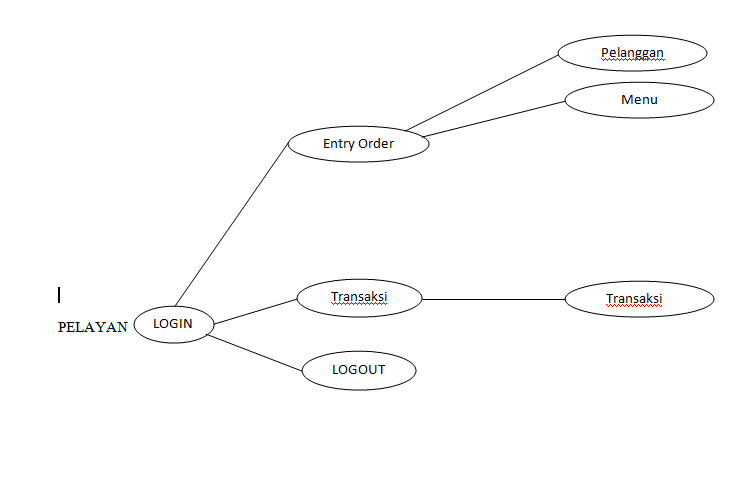 Pelanggan
Menu
Entry Order
Transaksi
Transaksi
PELAYAN
LOGIN
LOGOUT